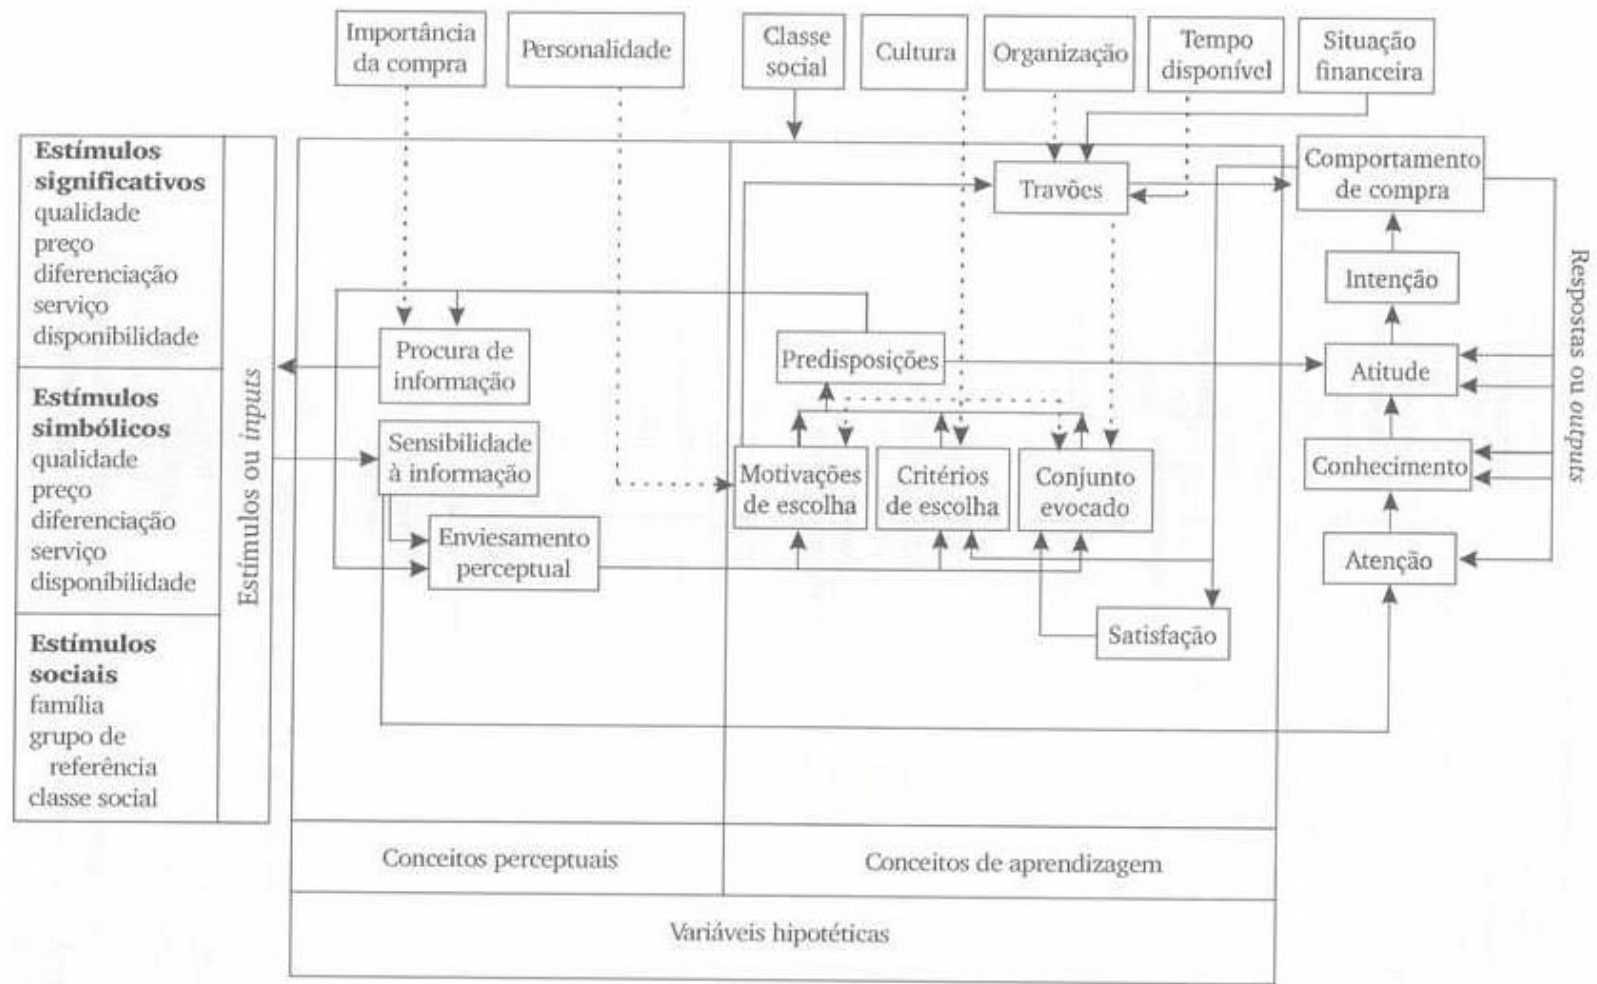 Importância
da compra
Personalidade
Classe
social
Cultura
Organização
Tempo
disponível
Situação
financeira
Estímulos
significativos
qualidade
preço
diferenciação
serviço
disponibilidade
Estímulos
simbólicos
qualidade
preço
diferenciação
serviço
disponibilidade
Estímulos
sociais
família
grupo de
referência
classe social
Estímulos ou inputs
Procura de
informação
Sensibilidade
à informação
Enviesamento
perceptual
Travões
Predisposições
Motivações
de escolha
Critérios
de escolha
Conjunto
evocado
Satisfação
Comportamento
de compra
Intenção
Atitude
Conhecimento
Atenção
Respostas ou outputs
Conceitos perceptuais
Conceitos de aprendizagem
Variáveis hipotéticas